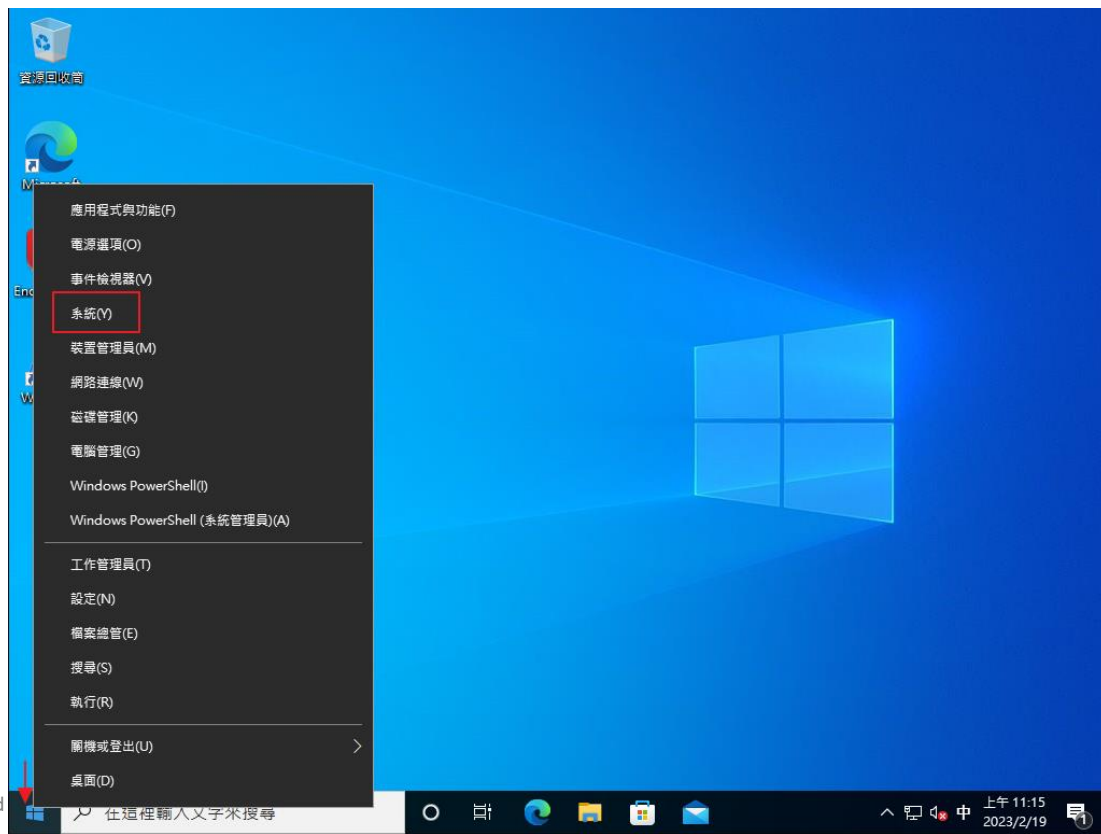 資源回收筒
應用程式與功能(F)
電源選項(O)
事件檢視器(V)
系統(Y)
裝置管理員(M)
網路連線(W)
磁碟管理(K)
電腦管理(G)
Windows PowerShell(I)
Windows PowerShell (系統管理員)(A)
工作管理員(T)
設定(N)
檔案總管(E)
搜尋(S)
執行(R)
關機或登出(U)
桌面(D)
在這裡輸入文字來搜尋
中
上午 11:15
2023/2/19
1